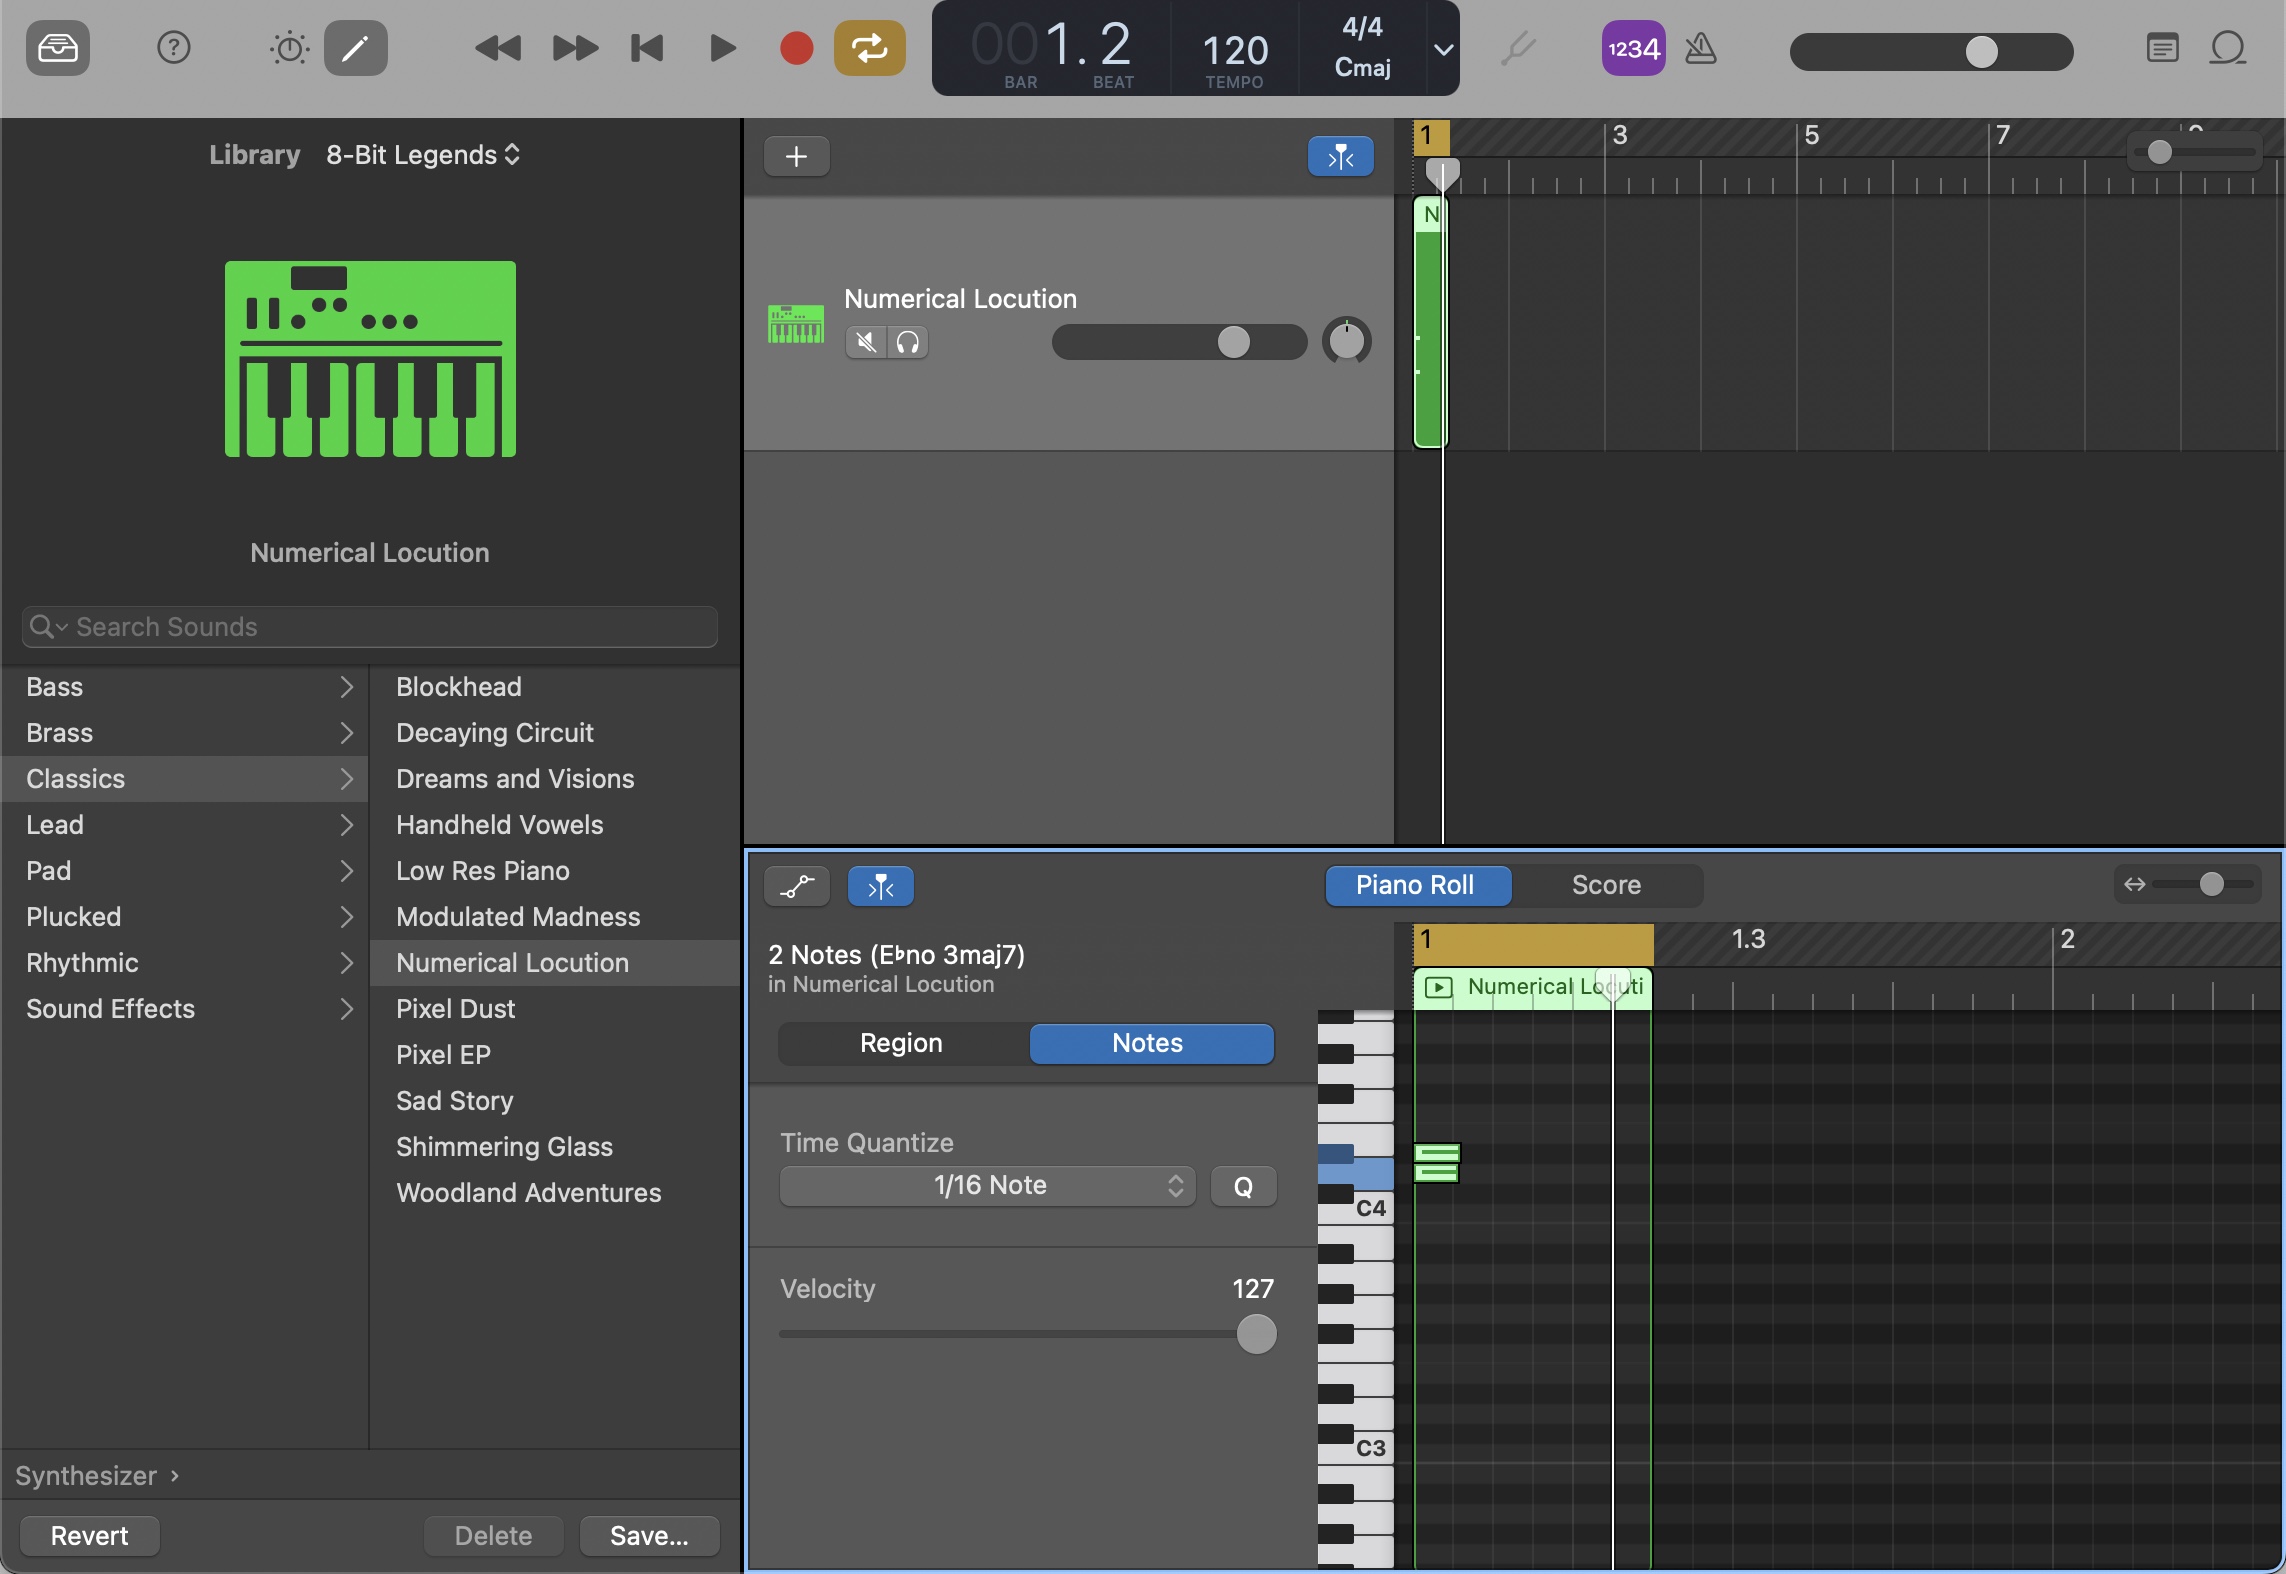 001. 2
BAR BEAT
120
TEMPO
4/4
Cmaj
1234
Library 8-Bit Legends
Numerical Locution
Search Sounds
Bass
Brass
Classics
Lead
Pad
Plucked
Rhythmic
Sound Effects
Blockhead
Decaying Circuit
Dreams and Visions
Handheld Vowels
Low Res Piano
Modulated Madness
Numerical Locution
Pixel Dust
Pixel EP
Sad Story
Shimmering Glass
Woodland Adventures
Synthesizer ›
Revert
Delete
Save...
1 3 5 7
N
Numerical Locution
Piano Roll
Score
2 Notes (E♭no 3maj7)
in Numerical Locution
Region
Notes
Time Quantize
1/16 Note
Q
Velocity 127
1 1.3 2
Numerical Locuti
C4
C3